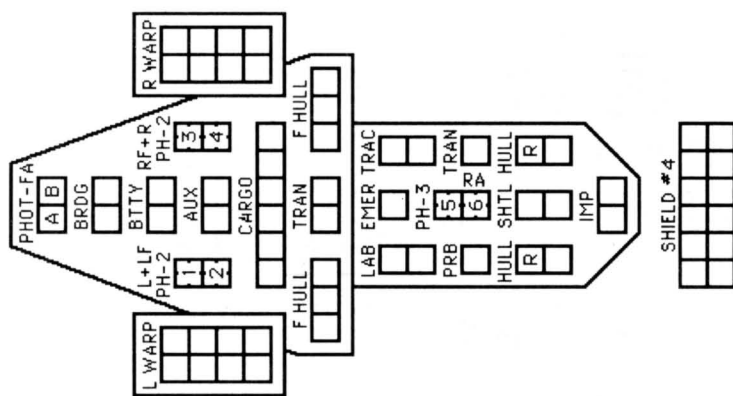 R WARP
L WARP
PHOT-FA
A B
BRDG
RF+R
PH-2
3 4
L+LF
PH-2
1 2
BTTY
AUX
CARGO
F HULL
TRAN
F HULL
TRAC
TRAN
HULL
R
EMER
PH-3
RA
5 6
SHTL
LAB
PRB
HULL
R
IMP
SHIELD #4